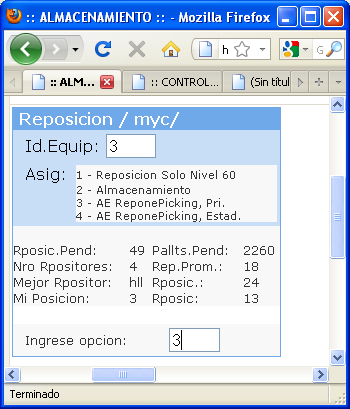 :: ALMACENAMIENTO :: - Mozilla Firefox
h
G
:: ALM...
:: CONTROL...
(Sin títul
Reposicion / myc/
Id.Equip: 3
Asig: 1 - Reposicion Solo Nivel 60
2 - Almacenamiento
3 - AE ReponePicking, Pri.
4 - AE ReponePicking, Estad.
Rposic.Pend: 49 Pallts.Pend: 2260
Nro Rpositores: 4 Rep.Prom.: 18
Mejor Rpositor: hll Rposic.: 24
Mi Posicion: 3 Rposic: 13
Ingrese opcion: 3
Terminado